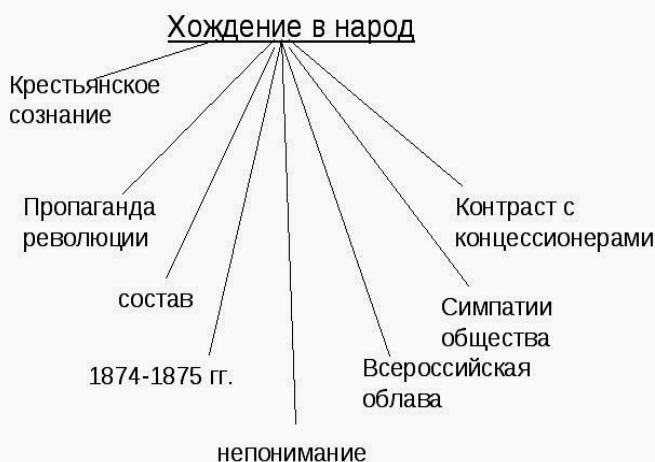 Хождение в народ
Крестьянское
сознание
Пропаганда
революции
состав
1874-1875 гг.
непонимание
Всероссийская
облава
Симпатии
общества
Контраст с
концессионерами